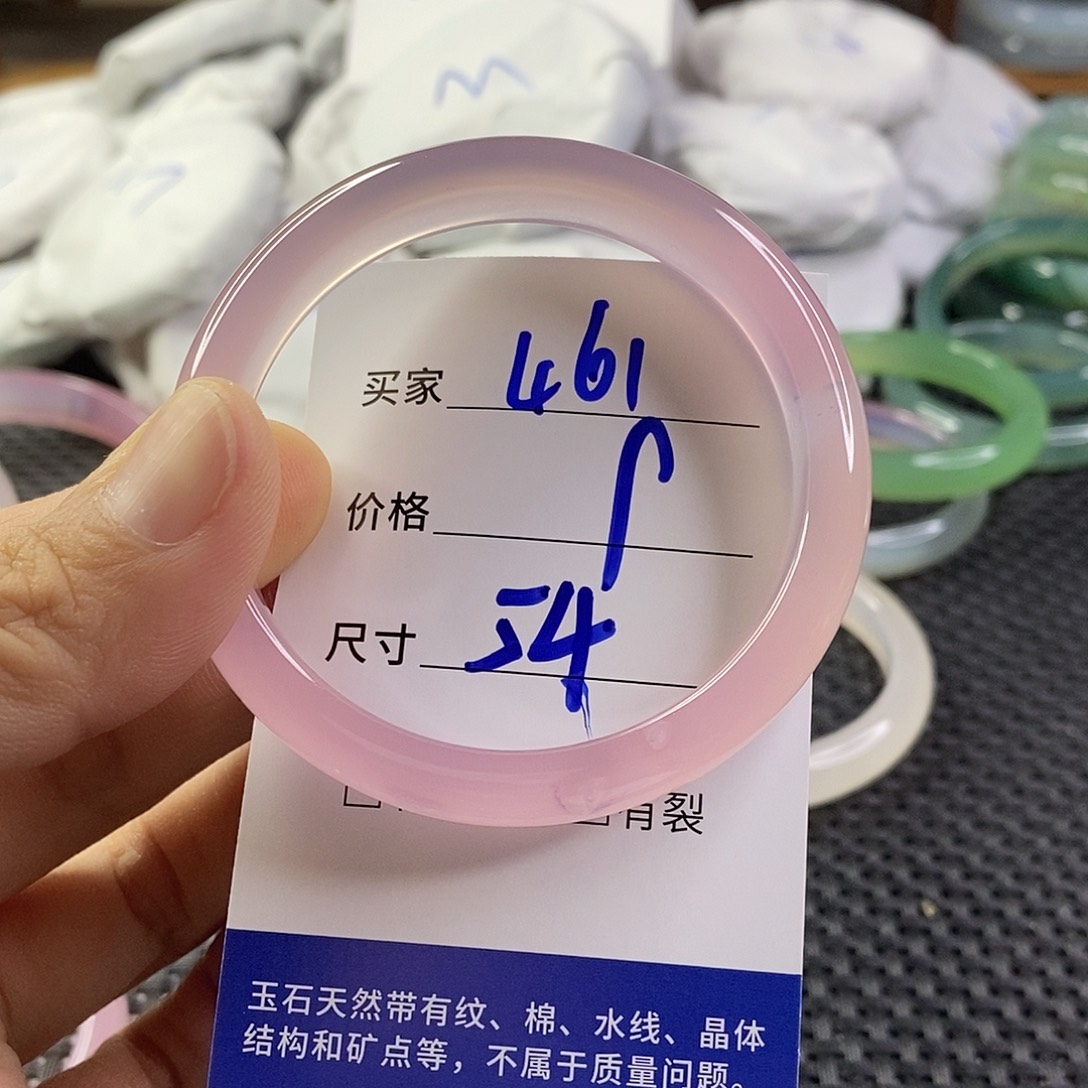 m
买家 461
价格
尺寸 54
有裂
玉石天然带有纹、棉、水线、晶体
结构和矿点等，不属于质量问题。